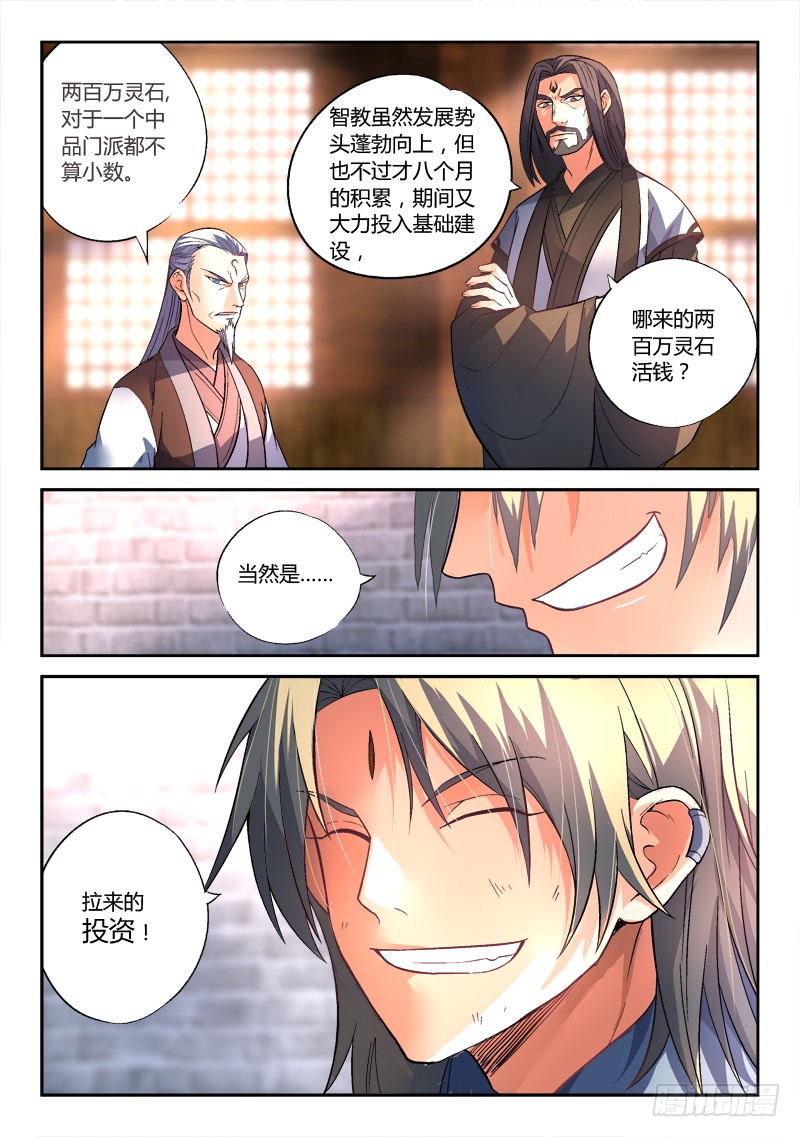 两百万灵石,
对于一个中
品门派都不
算小数。
智教虽然发展势
头蓬勃向上，但
也不过才八个月
的积累，期间又
大力投入基础建
设，
哪来的两
百万灵石
活钱？
当然是……
拉来的
投资！
腾讯动漫